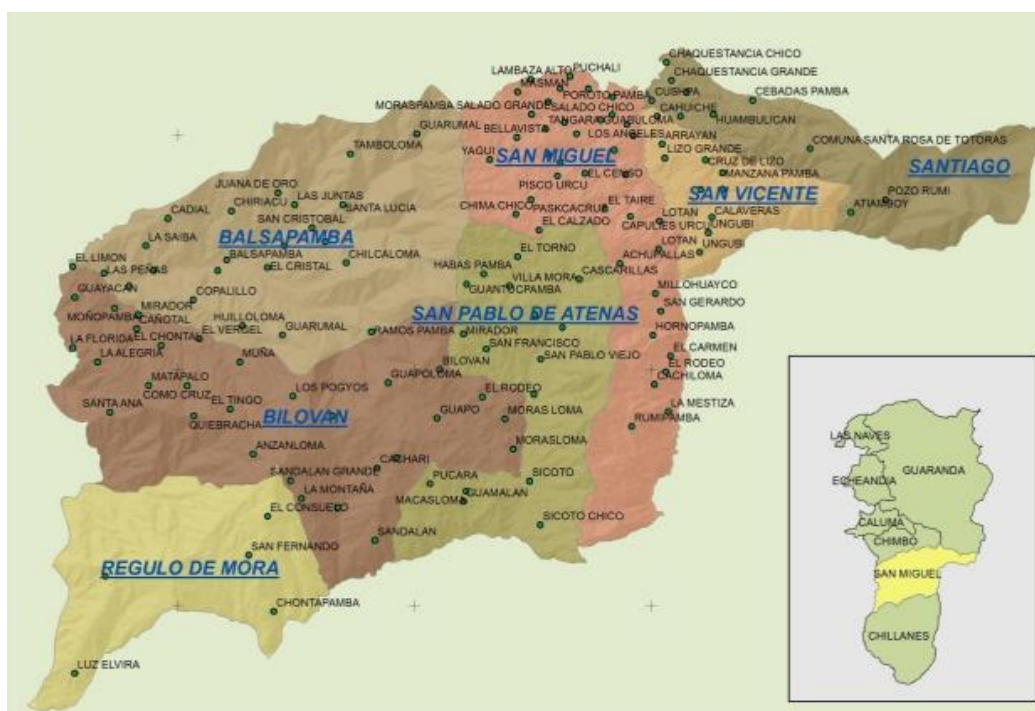 CHAQUESTANCIA CHICO
LAMBAZA ALTO
PUCHALI
CHAQUESTANCIA GRANDE
MASMAN
POROTO PAMBA
CUSHPA
CEBADAS PAMBA
MORASPAMBA
SALADO GRANDE
SALADO CHICO
CAHUICHE
HUAMBULICAN
GUARUMAL
BELLAVISTA
TANGARA
GUABULOMA
LOS ANGELES
ARRAYAN
COMUNA SANTA ROSA DE TOTORAS
TAMBOLOMA
YAGUI
SAN MIGUEL
LIZO GRANDE
CRUZ DE LIZO
SANTIAGO
EL CENSO
MANZANA PAMBA
JUANA DE ORO
PISCO URCU
SAN VICENTE
POZO RUMI
CHIRIACU
LAS JUNTAS
SANTA LUCIA
CHIMA CHICO
PASKCACRUZ
EL TAIRE
ATIAMBOY
CADIAL
SAN CRISTOBAL
EL CALZADO
LOTAN
CALAVERAS
CAPULIES URCU
UNGUBI
LA SAIBA
BALSAPAMBA
EL TORNO
LOTAN
UNGUBI
EL LIMON
BALSAPAMBA
CHILCALOMA
ACHUPALLAS
LAS PEÑAS
EL CRISTAL
HABAS PAMBA
VILLA MORA
CASCARILLAS
GUAYACAN
COPALILLO
GUANTUCPAMBA
MILLOHUAYCO
MOÑOPAMBA
MIRADOR
SAN PABLO DE ATENAS
SAN GERARDO
CAÑOTAL
HUILLOLOMA
LA FLORIDA
EL CHONTAL
EL VERGEL
GUARUMAL
RAMOS PAMBA
MIRADOR
HORNOPAMBA
LA ALEGRIA
MUÑA
SAN FRANCISCO
EL CARMEN
BILOVAN
SAN PABLO VIEJO
EL RODEO
MATAPALO
GUAPOLOMA
CACHILOMA
COMO CRUZ
LOS POGYOS
EL RODEO
SANTA ANA
EL TINGO
BILOVAN
GUAPO
MORAS LOMA
LA MESTIZA
QUIEBRACHA
RUMIPAMBA
ANZANLOMA
MORASLOMA
CACHARI
SANDALAN GRANDE
PUCARA
SICOTO
LA MONTAÑA
MACASLOMA
GUAMALAN
EL CONSUELO
SICOTO CHICO
SANDALAN
SAN FERNANDO
REGULO DE MORA
CHONTAPAMBA
LUZ ELVIRA
LAS NAVES
GUARANDA
ECHEANDIA
CALUMA
CHIMBO
SAN MIGUEL
CHILLANES